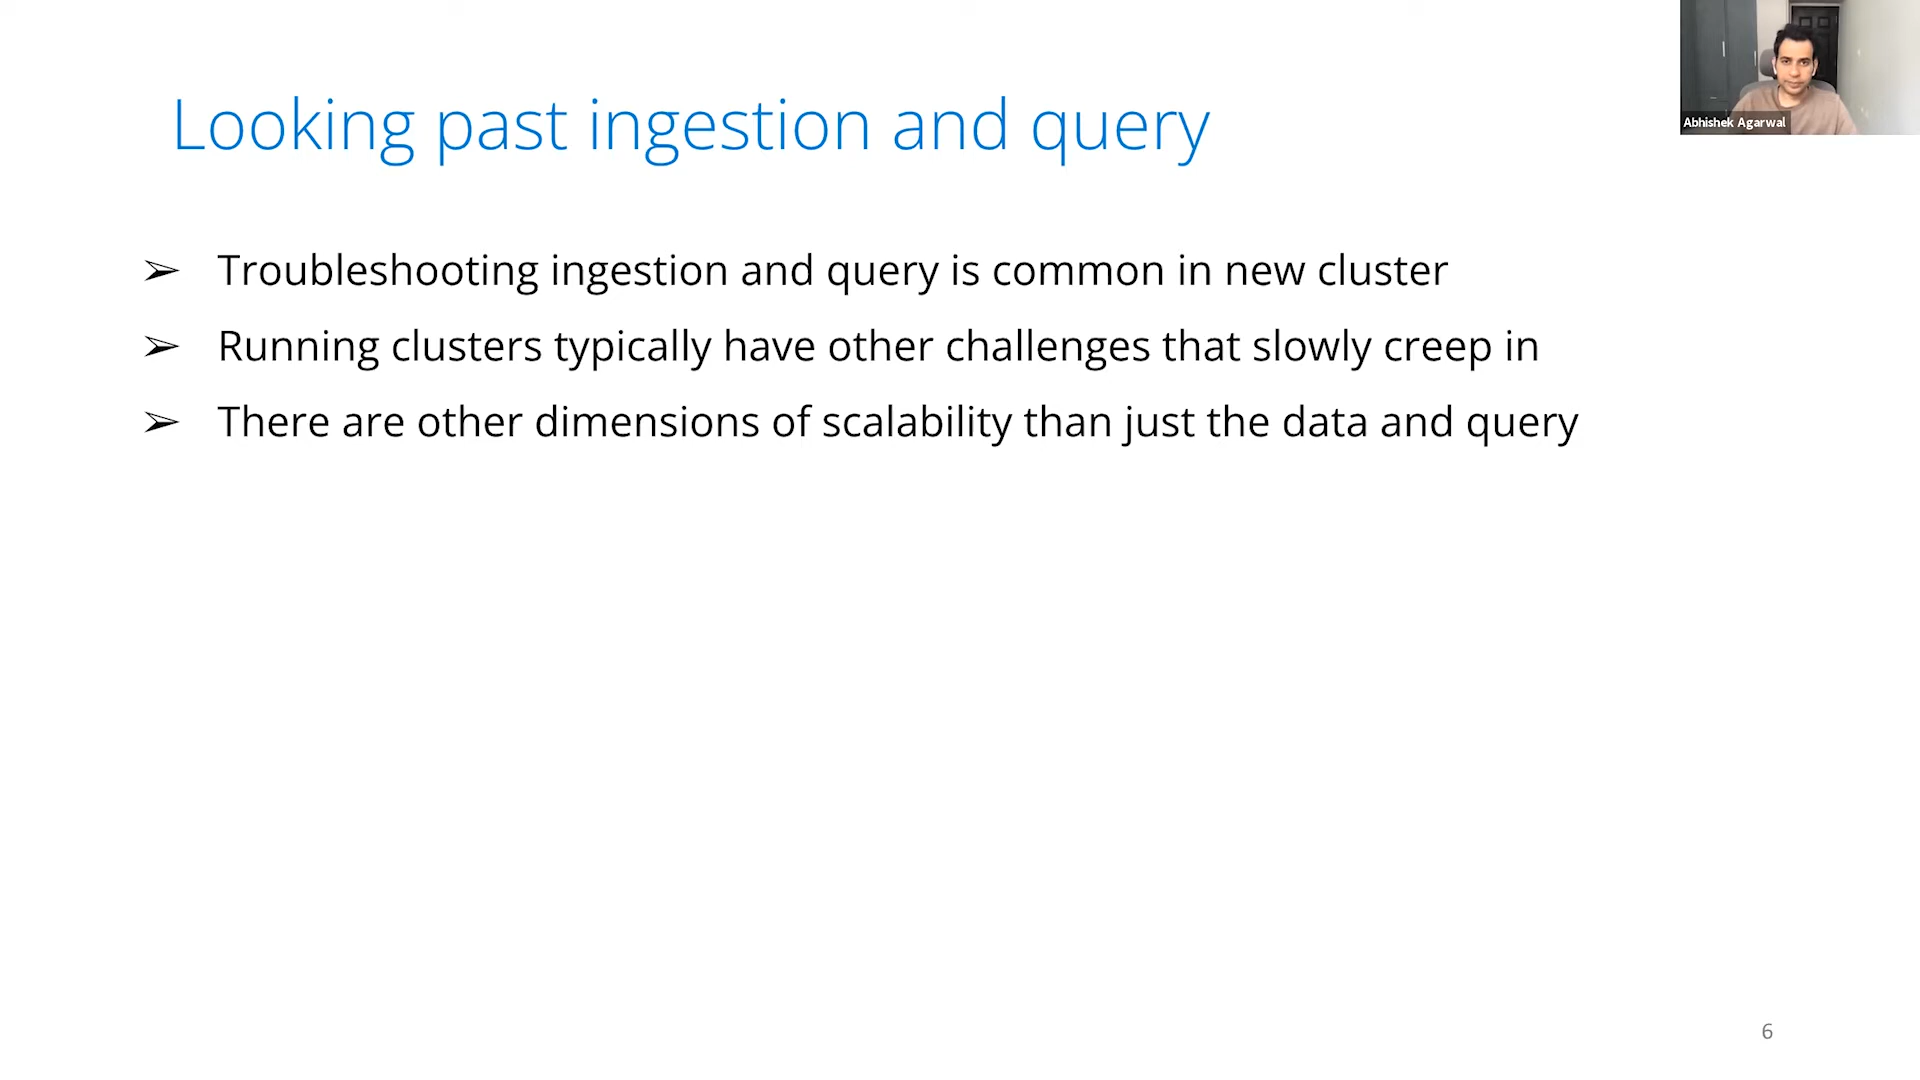 Looking past ingestion and query
Abhishek Agarwal
➢ Troubleshooting ingestion and query is common in new cluster
➢ Running clusters typically have other challenges that slowly creep in
➢ There are other dimensions of scalability than just the data and query
6